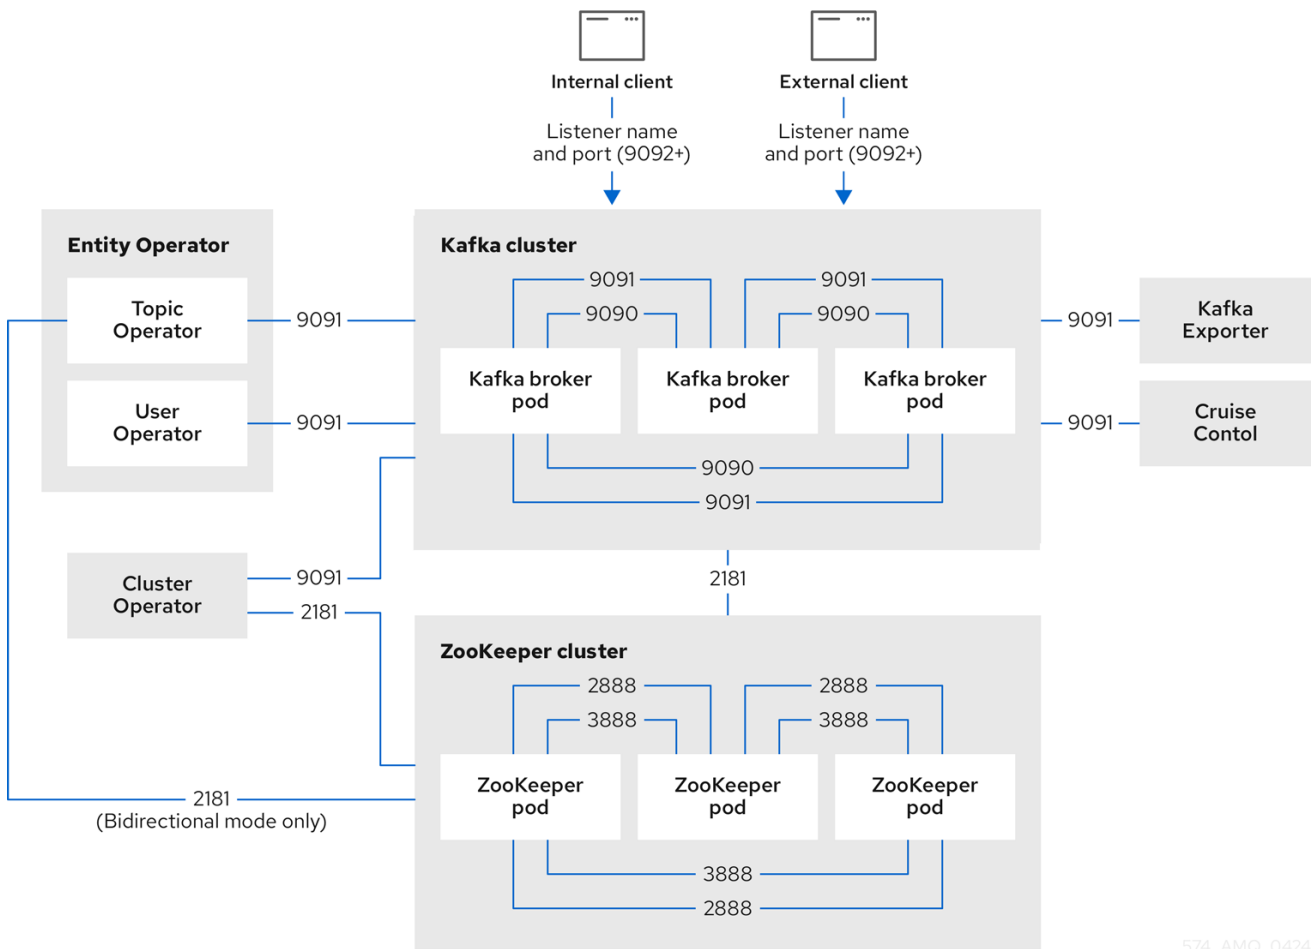 Internal client
External client
Listener name
and port (9092+)
Listener name
and port (9092+)
Entity Operator
Topic
Operator
9091
User
Operator
9091
Cluster
Operator
9091
2181
2181
(Bidirectional mode only)
Kafka cluster
9091
9091
9090
9090
Kafka broker
pod
Kafka broker
pod
Kafka broker
pod
9090
9091
9091
Kafka
Exporter
9091
Cruise
Contol
2181
ZooKeeper cluster
2888
2888
3888
3888
ZooKeeper
pod
ZooKeeper
pod
ZooKeeper
pod
3888
2888
574_AMQ_0424